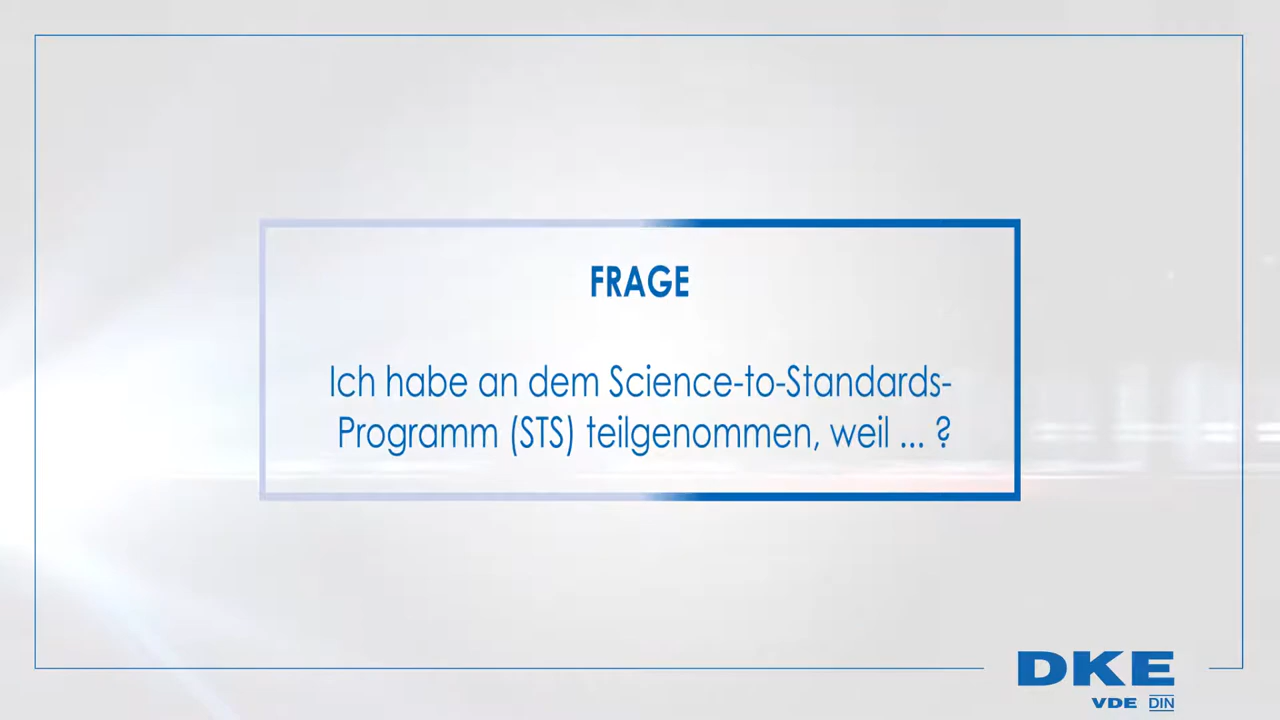 FRAGE
Ich habe an dem Science-to-Standards-
Programm (STS) teilgenommen, weil ... ?
DKE
VDE DIN